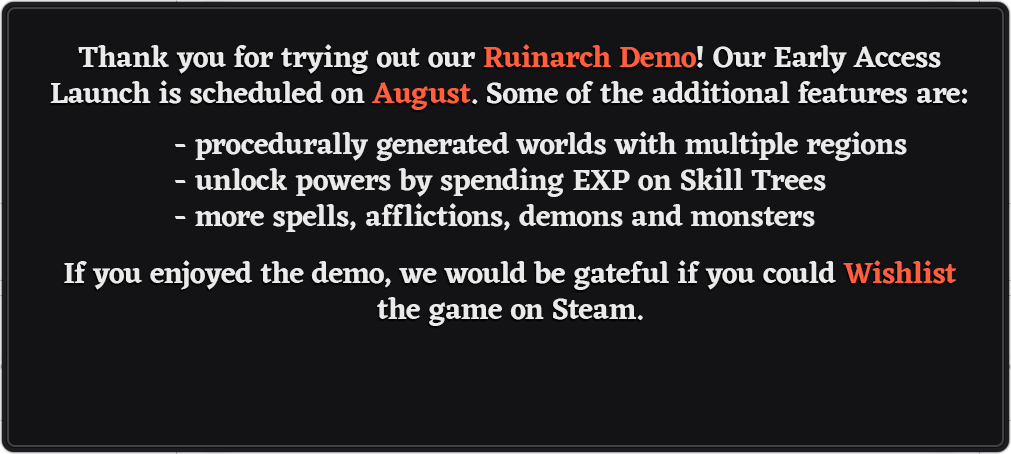 Thank you for trying out our Ruinarch Demo! Our Early Access
Launch is scheduled on August. Some of the additional features are:
- procedurally generated worlds with multiple regions
- unlock powers by spending EXP on Skill Trees
- more spells, afflictions, demons and monsters
If you enjoyed the demo, we would be gateful if you could Wishlist
the game on Steam.